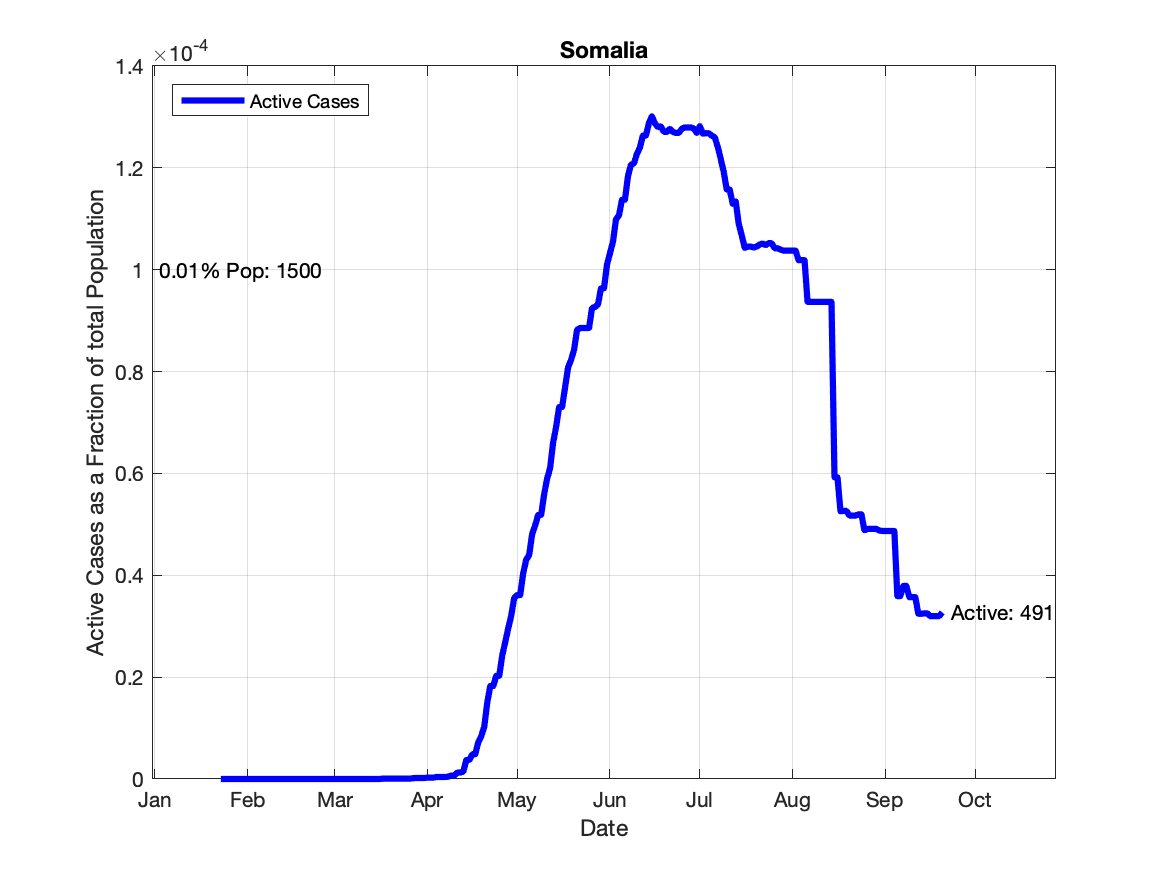 Somalia
×10-4
Active Cases
1.4
1.2
1
0.8
0.6
0.4
0.2
0
0.01% Pop: 1500
Active: 491
Active Cases as a Fraction of total Population
Jan Feb Mar Apr May Jun Jul Aug Sep Oct
Date